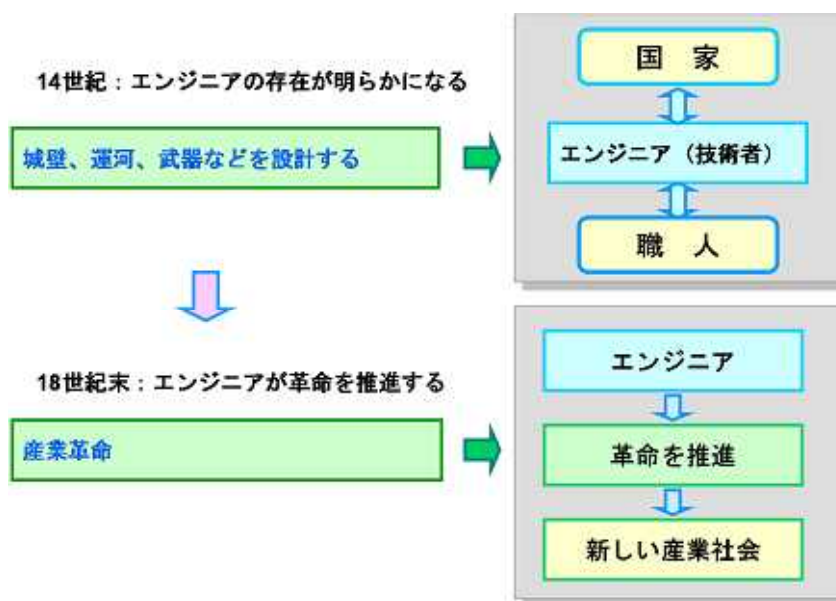 14世紀：エンジニアの存在が明らかになる
城壁、運河、武器などを設計する
国 家
エンジニア（技術者）
職 人
18世紀末：エンジニアが革命を推進する
産業革命
エンジニア
革命を推進
新しい産業社会